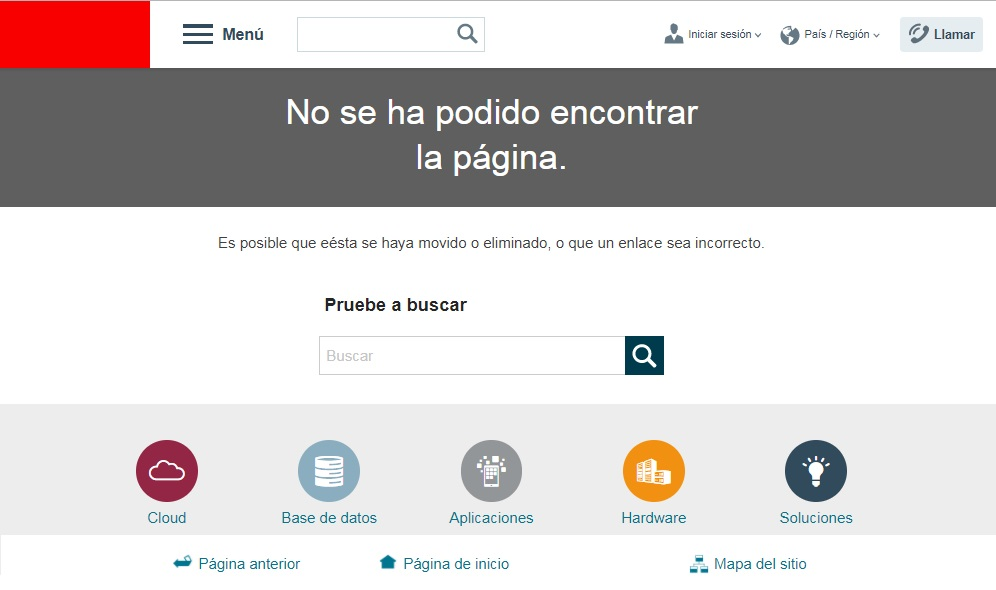 Menú
Iniciar sesión
País / Región
Llamar
No se ha podido encontrar
la página.
Es posible que eésta se haya movido o eliminado, o que un enlace sea incorrecto.
Pruebe a buscar
Buscar
Cloud
Base de datos
Aplicaciones
Hardware
Soluciones
Página anterior
Página de inicio
Mapa del sitio